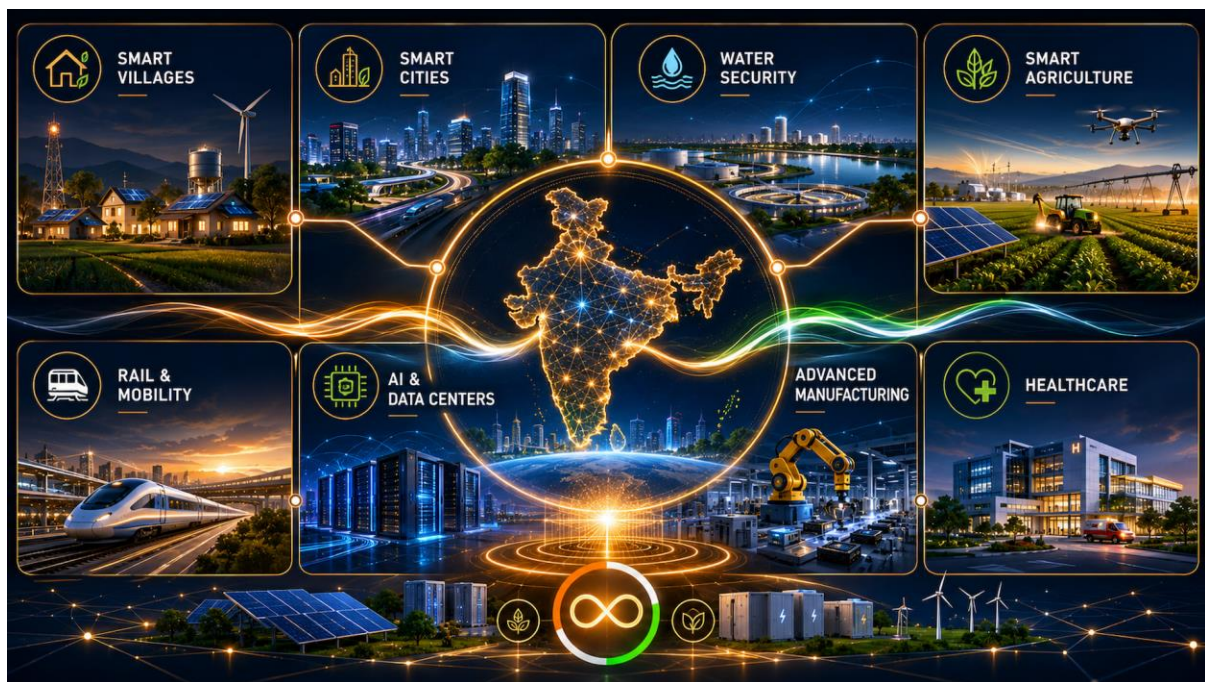 SMART
VILLAGES
SMART
CITIES
WATER
SECURITY
SMART
AGRICULTURE
RAIL &
MOBILITY
AI &
DATA CENTERS
ADVANCED
MANUFACTURING
HEALTHCARE
H